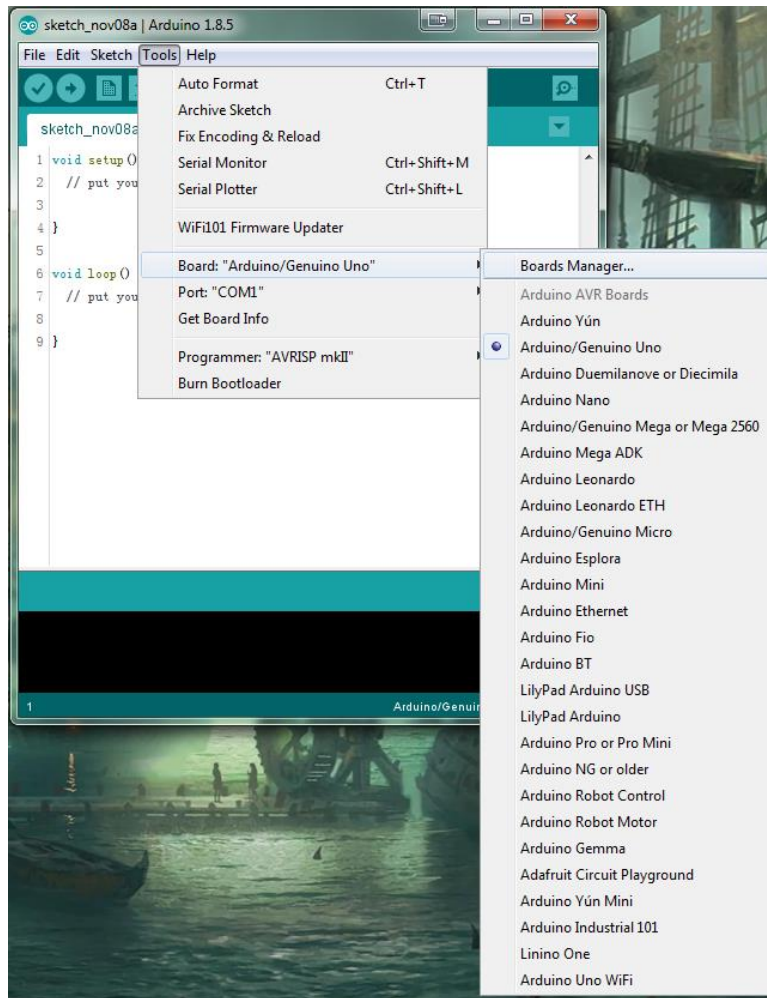 sketch_nov08a | Arduino 1.8.5
File Edit Sketch Tools Help
sketch_nov08a
1 void setup()
2 // put you
3
4 }
5
6 void loop()
7 // put you
8
9 }
Auto Format Ctrl+T
Archive Sketch
Fix Encoding & Reload
Serial Monitor Ctrl+Shift+M
Serial Plotter Ctrl+Shift+L
WiFi101 Firmware Updater
Board: "Arduino/Genuino Uno"
Port: "COM1"
Get Board Info
Programmer: "AVRISP mkII"
Burn Bootloader
Boards Manager...
Arduino AVR Boards
Arduino Yún
Arduino/Genuino Uno
Arduino Duemilanove or Diecimila
Arduino Nano
Arduino/Genuino Mega or Mega 2560
Arduino Mega ADK
Arduino Leonardo
Arduino Leonardo ETH
Arduino/Genuino Micro
Arduino Esplora
Arduino Mini
Arduino Ethernet
Arduino Fio
Arduino BT
LilyPad Arduino USB
LilyPad Arduino
Arduino Pro or Pro Mini
Arduino NG or older
Arduino Robot Control
Arduino Robot Motor
Arduino Gemma
Adafruit Circuit Playground
Arduino Yún Mini
Arduino Industrial 101
Linino One
Arduino Uno WiFi
1 Arduino/Genuin